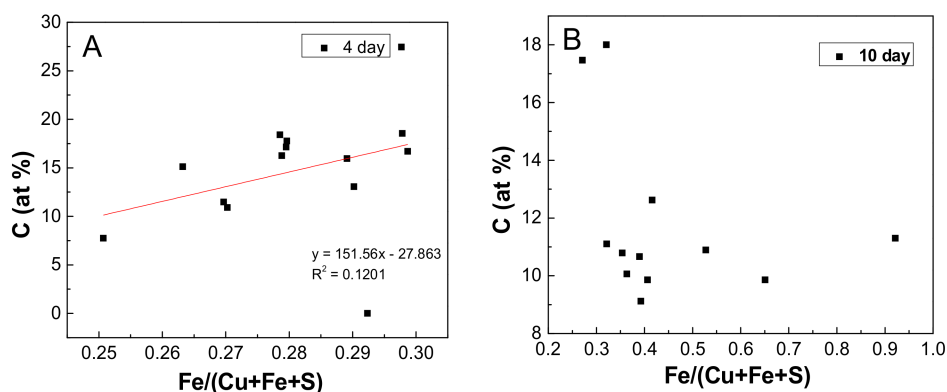 A
4 day
C (at %)
30
25
20
15
10
5
0
y = 151.56x - 27.863
R² = 0.1201
0.25 0.26 0.27 0.28 0.29 0.30
Fe/(Cu+Fe+S)
B
10 day
C (at %)
18
16
14
12
10
8
0.2 0.3 0.4 0.5 0.6 0.7 0.8 0.9 1.0
Fe/(Cu+Fe+S)